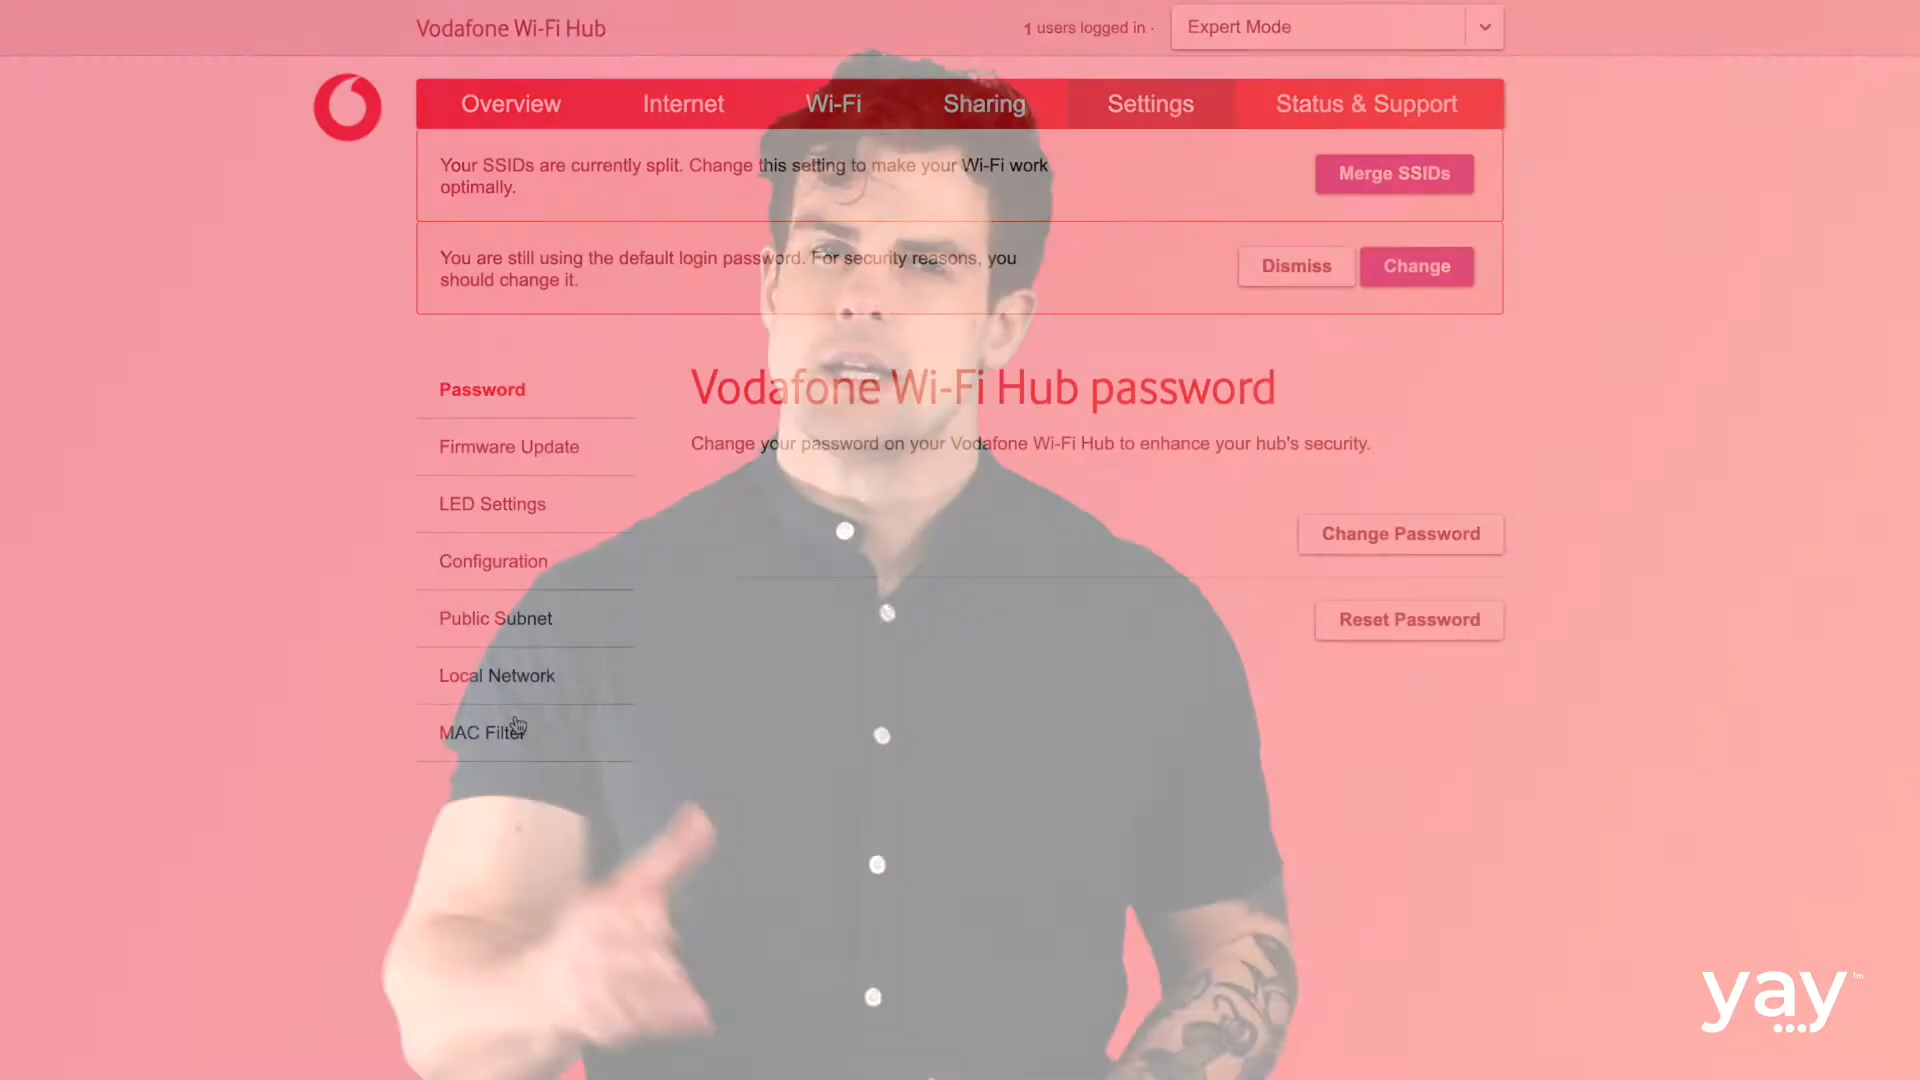 Vodafone Wi-Fi Hub
1 users logged in ·
Expert Mode
Overview
Internet
Wi-Fi
Sharing
Settings
Status & Support
Your SSIDs are currently split. Change this setting to make your Wi-Fi work
optimally.
Merge SSIDs
You are still using the default login password. For security reasons, you
should change it.
Dismiss
Change
Password
Firmware Update
LED Settings
Configuration
Public Subnet
Local Network
MAC Filter
Vodafone Wi-Fi Hub password
Change your password on your Vodafone Wi-Fi Hub to enhance your hub's security.
Change Password
Reset Password
yay™